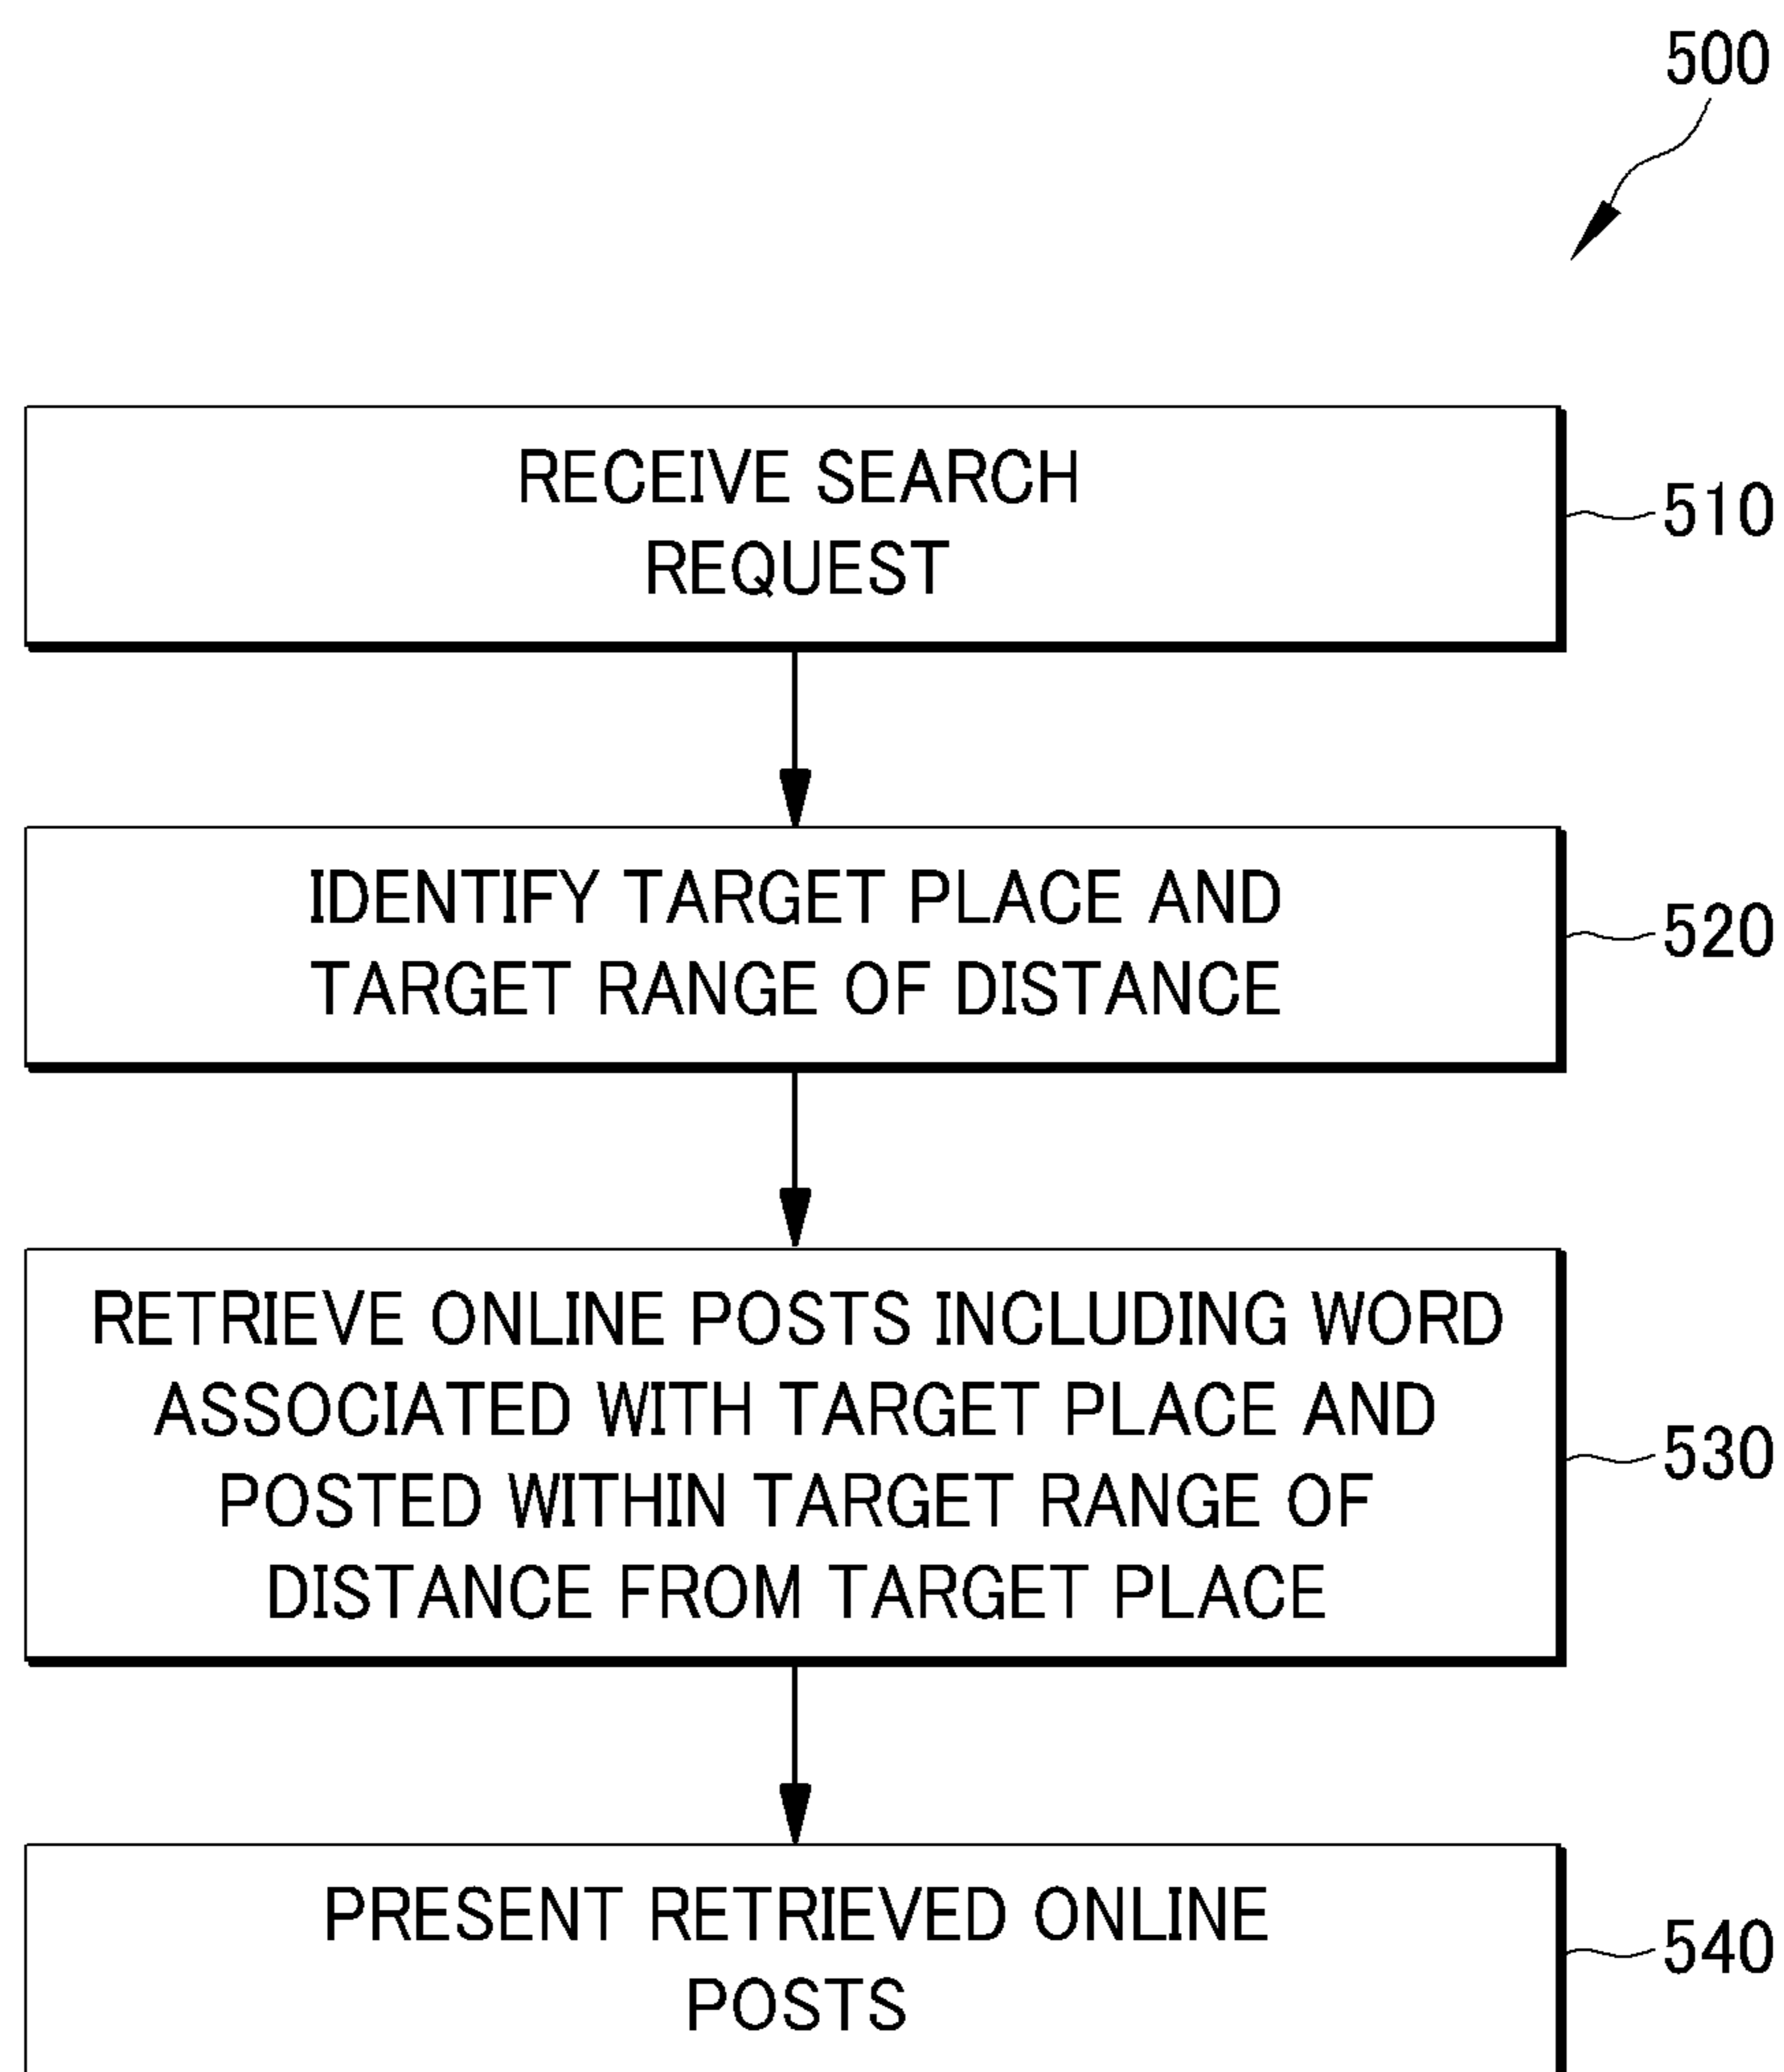 500
RECEIVE SEARCH
REQUEST
510
IDENTIFY TARGET PLACE AND
TARGET RANGE OF DISTANCE
520
RETRIEVE ONLINE POSTS INCLUDING WORD
ASSOCIATED WITH TARGET PLACE AND
POSTED WITHIN TARGET RANGE OF
DISTANCE FROM TARGET PLACE
530
PRESENT RETRIEVED ONLINE
POSTS
540